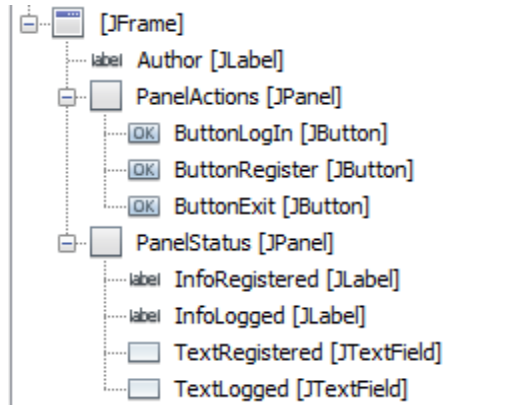 [JFrame]
label Author [JLabel]
PanelActions [JPanel]
OK ButtonLogIn [JButton]
OK ButtonRegister [JButton]
OK ButtonExit [JButton]
PanelStatus [JPanel]
label InfoRegistered [JLabel]
label InfoLogged [JLabel]
TextRegistered [JTextField]
TextLogged [JTextField]